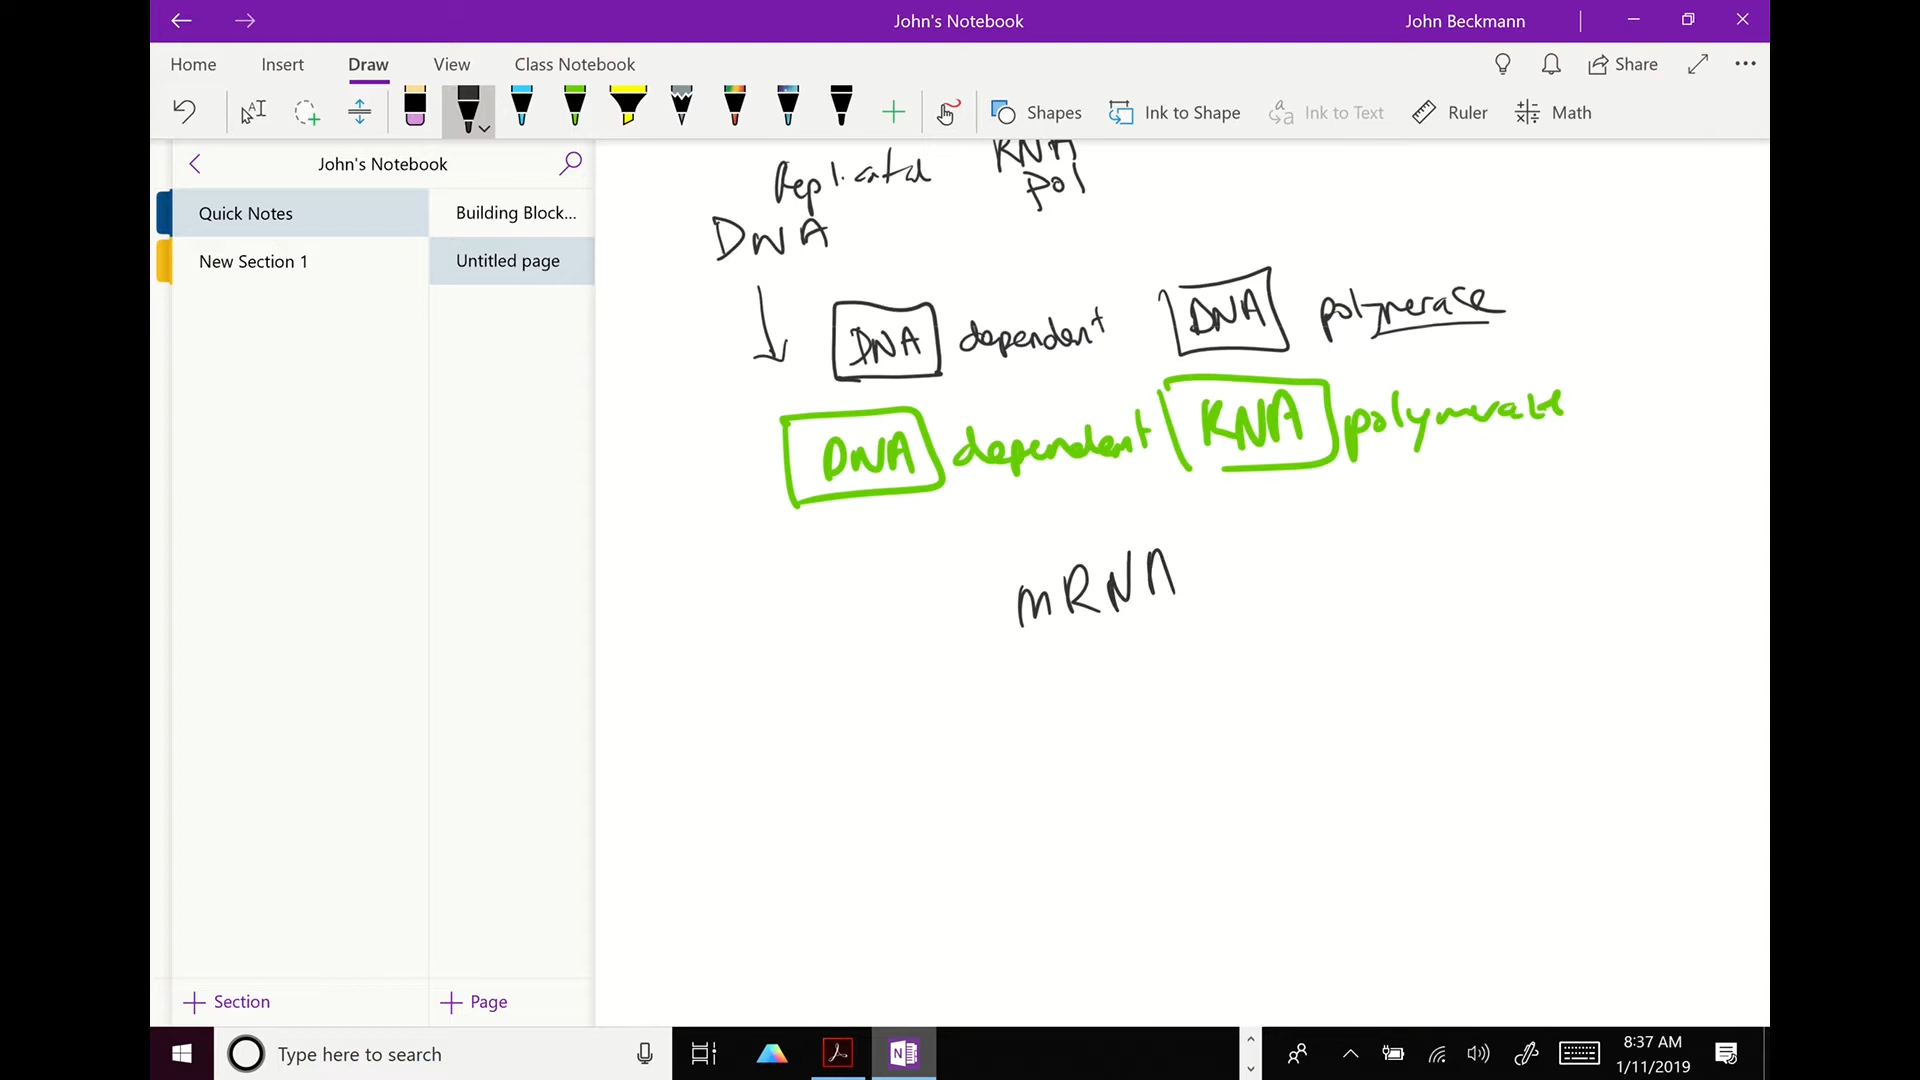 John's Notebook
John Beckmann
Home Insert Draw View Class Notebook Share
Shapes Ink to Shape Ink to Text Ruler Math
John's Notebook
Quick Notes
New Section 1
Building Block...
Untitled page
Replicated
RNA
pol
DNA
DNA dependent DNA polymerase
DNA dependent RNA polymerase
mRNA
Section
Page
Type here to search
8:37 AM
1/11/2019